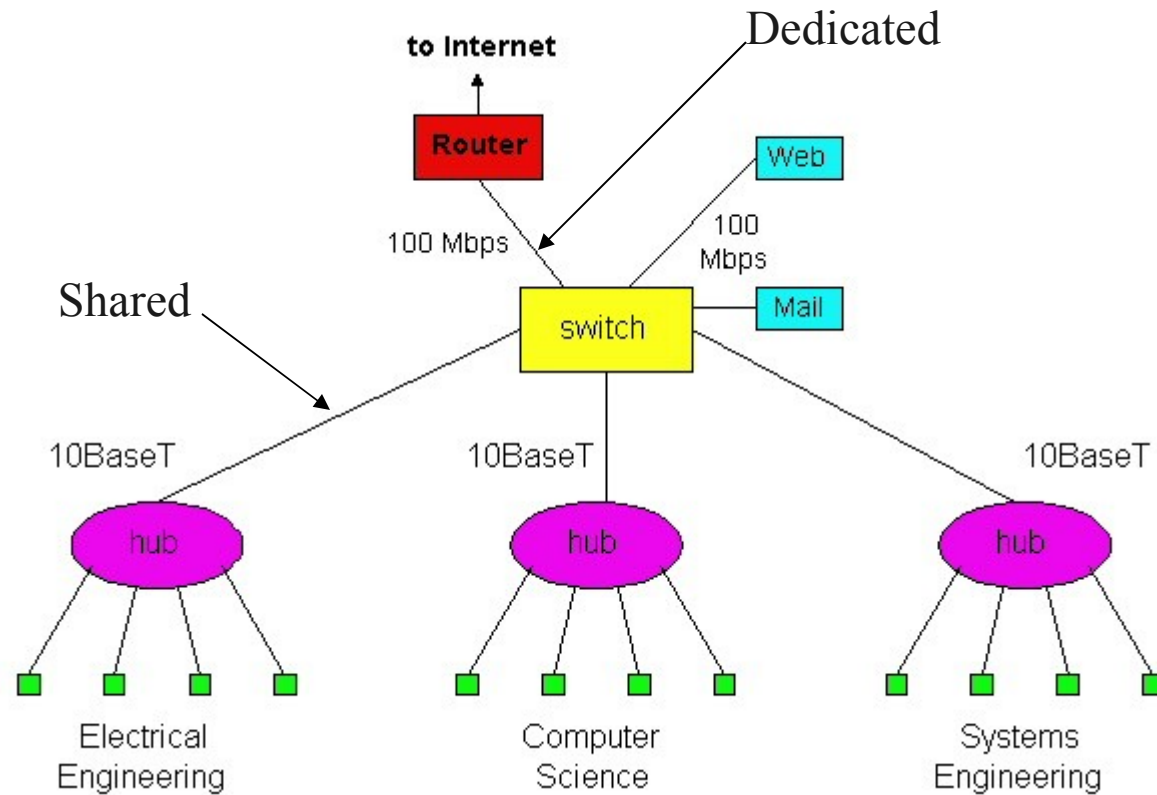 Dedicated
to Internet
Router
Web
100 Mbps
100
Mbps
Shared
Mail
switch
10BaseT
10BaseT
10BaseT
hub
hub
hub
Electrical
Engineering
Computer
Science
Systems
Engineering